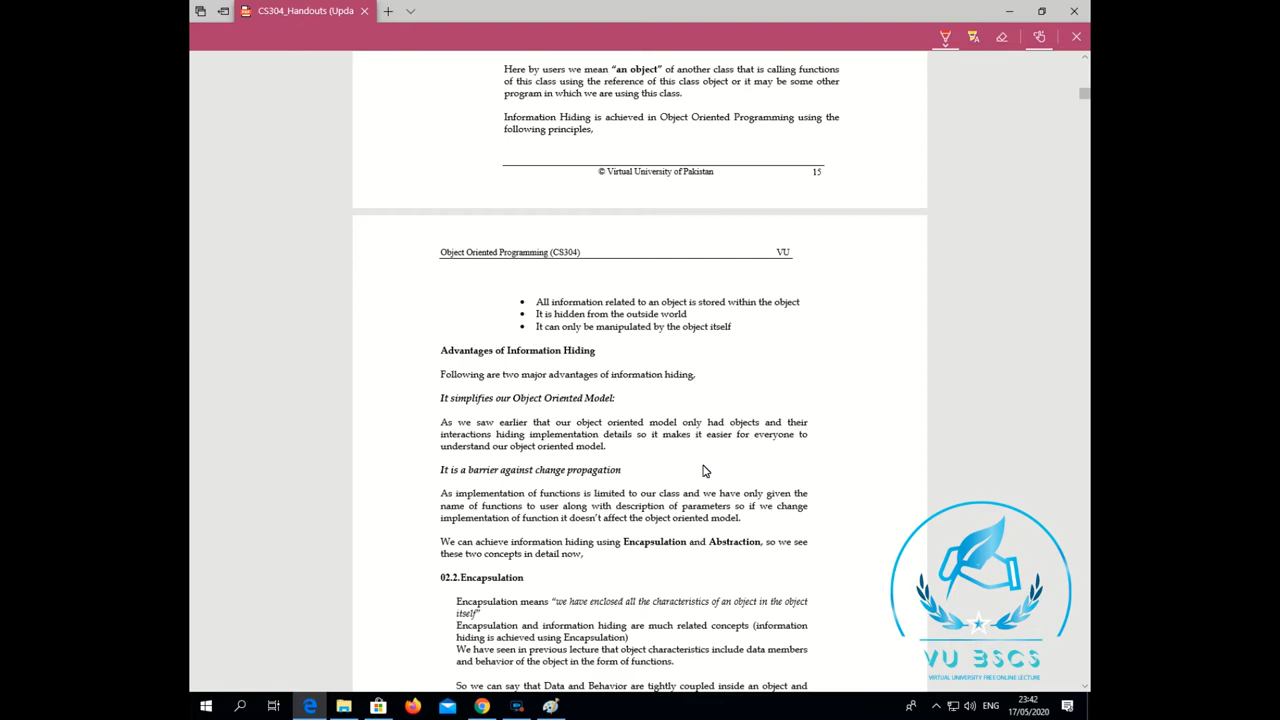 CS304_Handouts (Upda
Here by users we mean "an object" of another class that is calling functions
of this class using the reference of this class object or it may be some other
program in which we are using this class.
Information Hiding is achieved in Object Oriented Programming using the
following principles,
© Virtual University of Pakistan 15
Object Oriented Programming (CS304) VU
• All information related to an object is stored within the object
• It is hidden from the outside world
• It can only be manipulated by the object itself
Advantages of Information Hiding
Following are two major advantages of information hiding,
It simplifies our Object Oriented Model:
As we saw earlier that our object oriented model only had objects and their
interactions hiding implementation details so it makes it easier for everyone to
understand our object oriented model.
It is a barrier against change propagation
As implementation of functions is limited to our class and we have only given the
name of functions to user along with description of parameters so if we change
implementation of function it doesn't affect the object oriented model.
We can achieve information hiding using Encapsulation and Abstraction, so we see
these two concepts in detail now,
02.2.Encapsulation
Encapsulation means "we have enclosed all the characteristics of an object in the object
itself"
Encapsulation and information hiding are much related concepts (information
hiding is achieved using Encapsulation)
We have seen in previous lecture that object characteristics include data members
and behavior of the object in the form of functions.
So we can say that Data and Behavior are tightly coupled inside an object and
VU BSCS
VIRTUAL UNIVERSITY FREE ONLINE LECTURE
ENG
23:42
17/05/2020